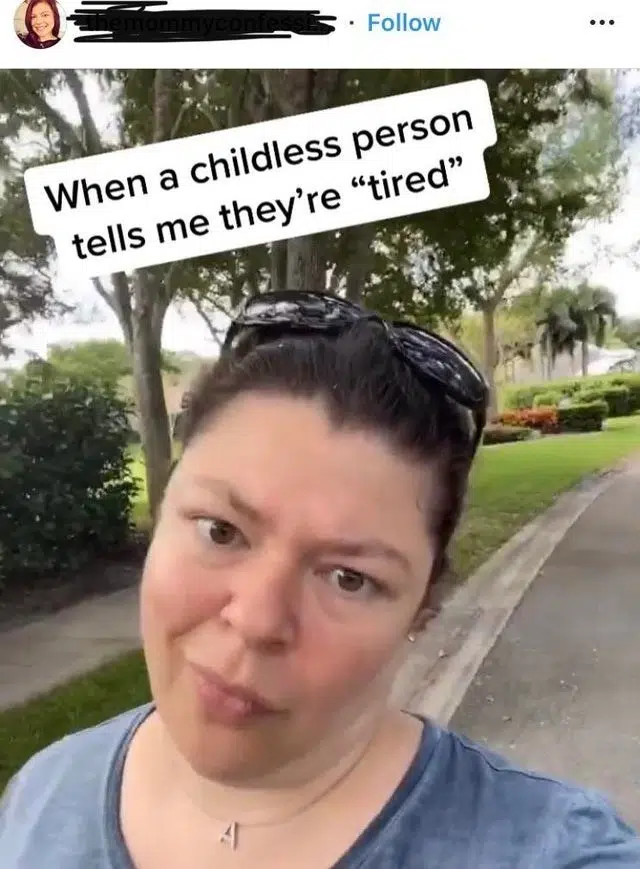 Follow
When a childless person
tells me they're “tired”
A